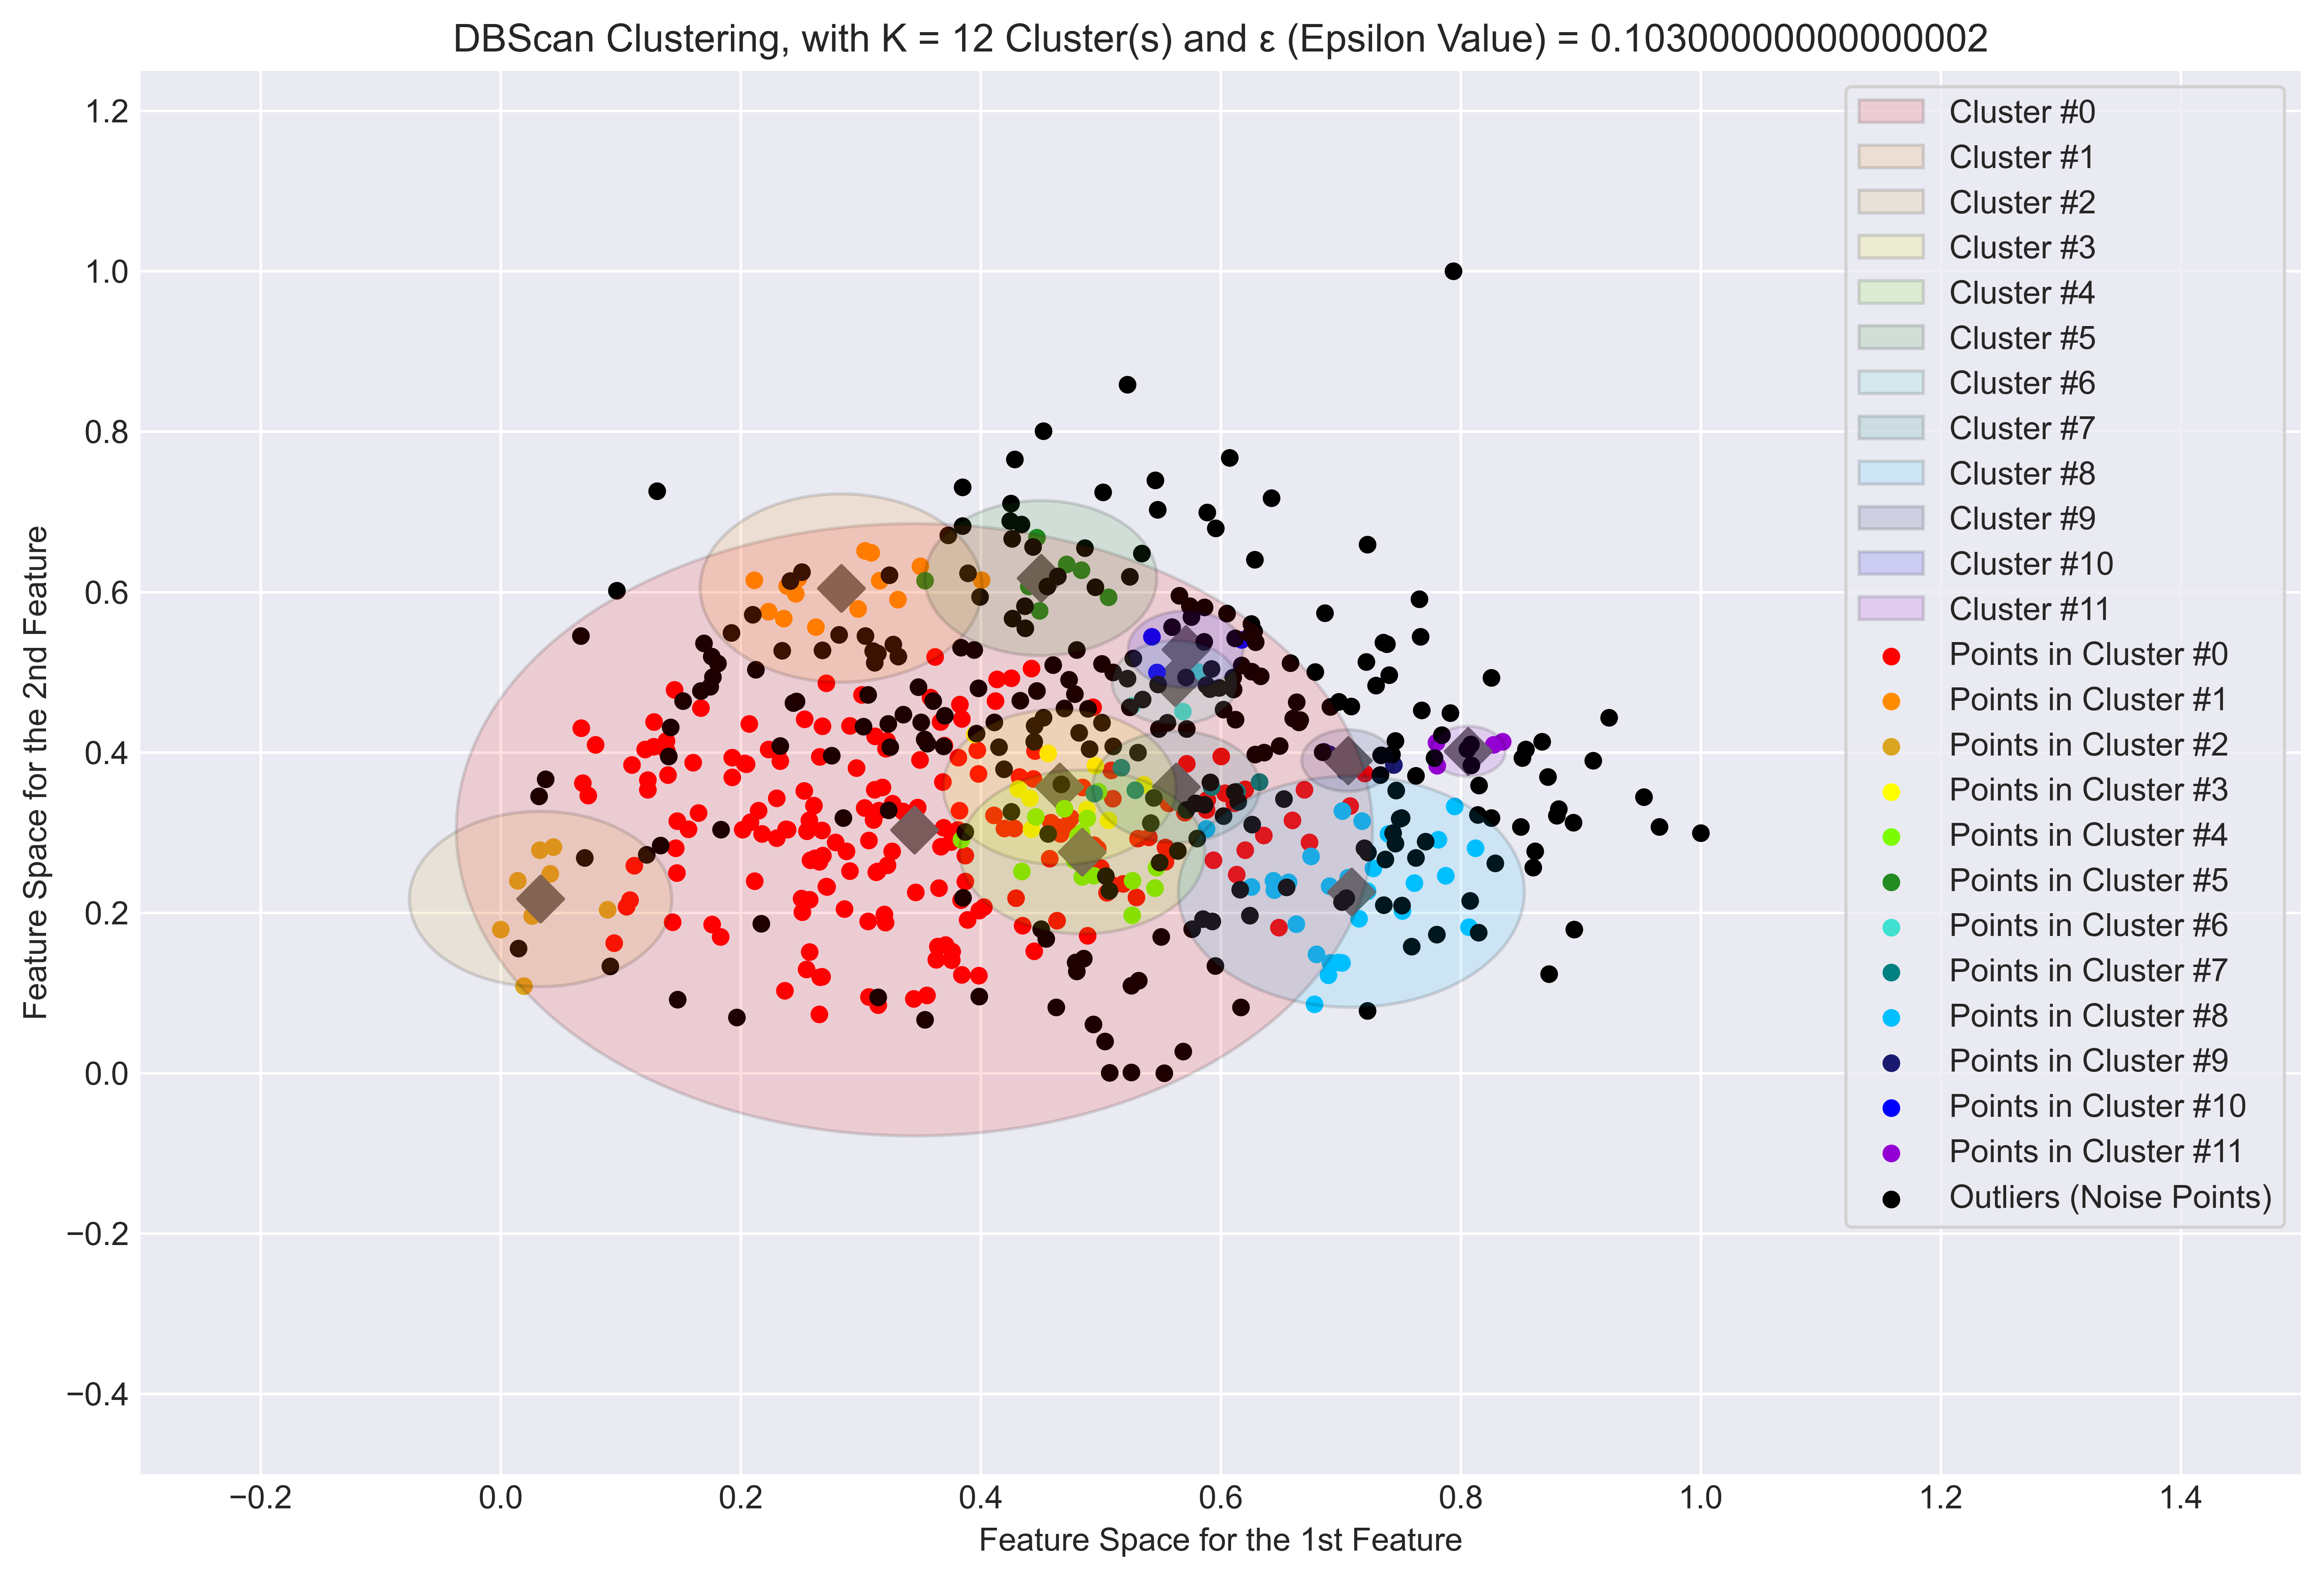 DBScan Clustering, with K = 12 Cluster(s) and ε (Epsilon Value) = 0.10300000000000002
1.2
1.0
0.8
0.6
0.4
0.2
0.0
−0.2
−0.4
Feature Space for the 2nd Feature
−0.2
0.0
0.2
0.4
0.6
0.8
1.0
1.2
1.4
Feature Space for the 1st Feature
Cluster #0
Cluster #1
Cluster #2
Cluster #3
Cluster #4
Cluster #5
Cluster #6
Cluster #7
Cluster #8
Cluster #9
Cluster #10
Cluster #11
Points in Cluster #0
Points in Cluster #1
Points in Cluster #2
Points in Cluster #3
Points in Cluster #4
Points in Cluster #5
Points in Cluster #6
Points in Cluster #7
Points in Cluster #8
Points in Cluster #9
Points in Cluster #10
Points in Cluster #11
Outliers (Noise Points)